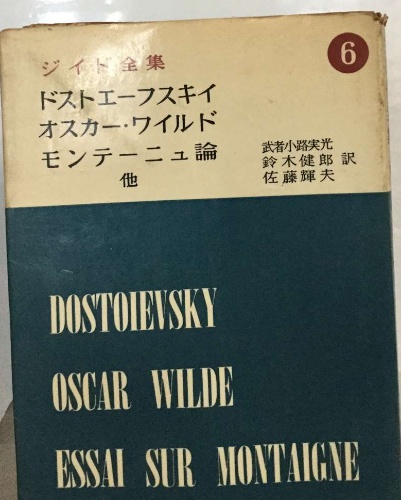 ジイド全集
6
ドストエーフスキイ
オスカー・ワイルド
モンテーニュ論
他
武者小路実光
鈴木健郎 訳
佐藤輝夫
DOSTOIEVSKY
OSCAR WILDE
ESSAI SUR MONTAIGNE